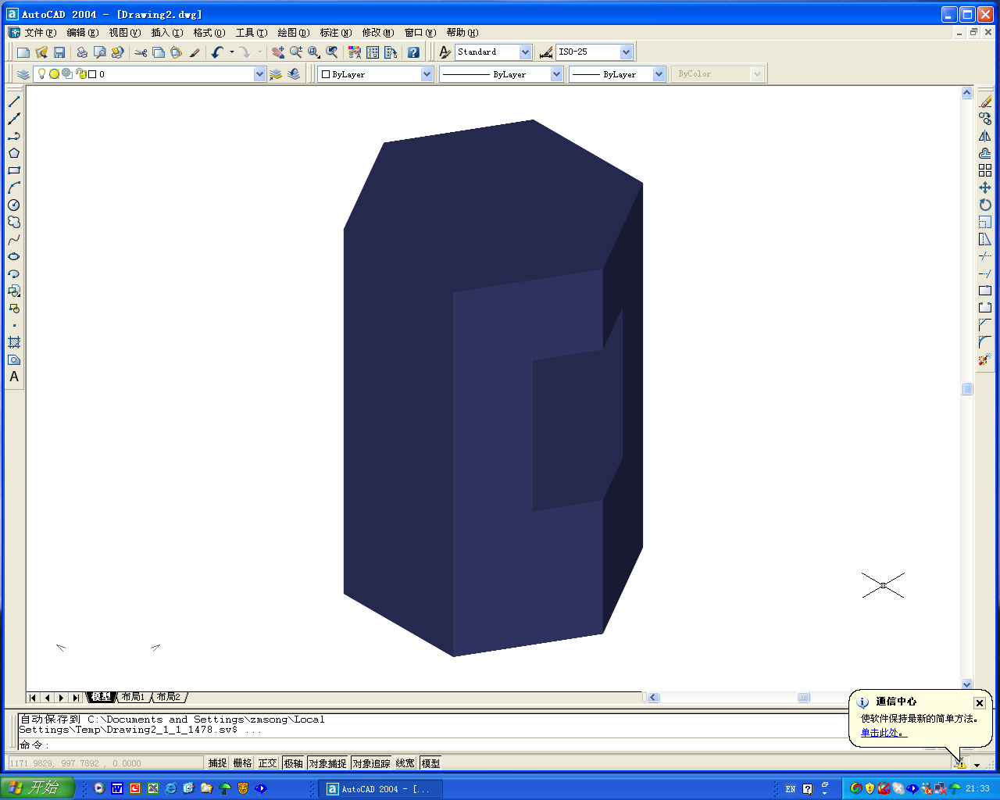 AutoCAD 2004 - [Drawing2.dwg]
文件(F) 编辑(E) 视图(V) 插入(I) 格式(O) 工具(T) 绘图(D) 标注(N) 修改(M) 窗口(W) 帮助(H)
Standard ISO-25
0 ByLayer ByLayer ByLayer ByColor
A
模型 布局1 布局2
自动保存到 C:\Documents and Settings\zmsong\Local
Settings\Temp\Drawing2_1_1_1478.sv$ ...
命令:
通信中心
使软件保持最新的简单方法。
单击此处。
1171.9829, 997.7892 , 0.0000 捕捉 栅格 正交 极轴 对象捕捉 对象追踪 线宽 模型
开始 AutoCAD 2004 - [... EN 21:33